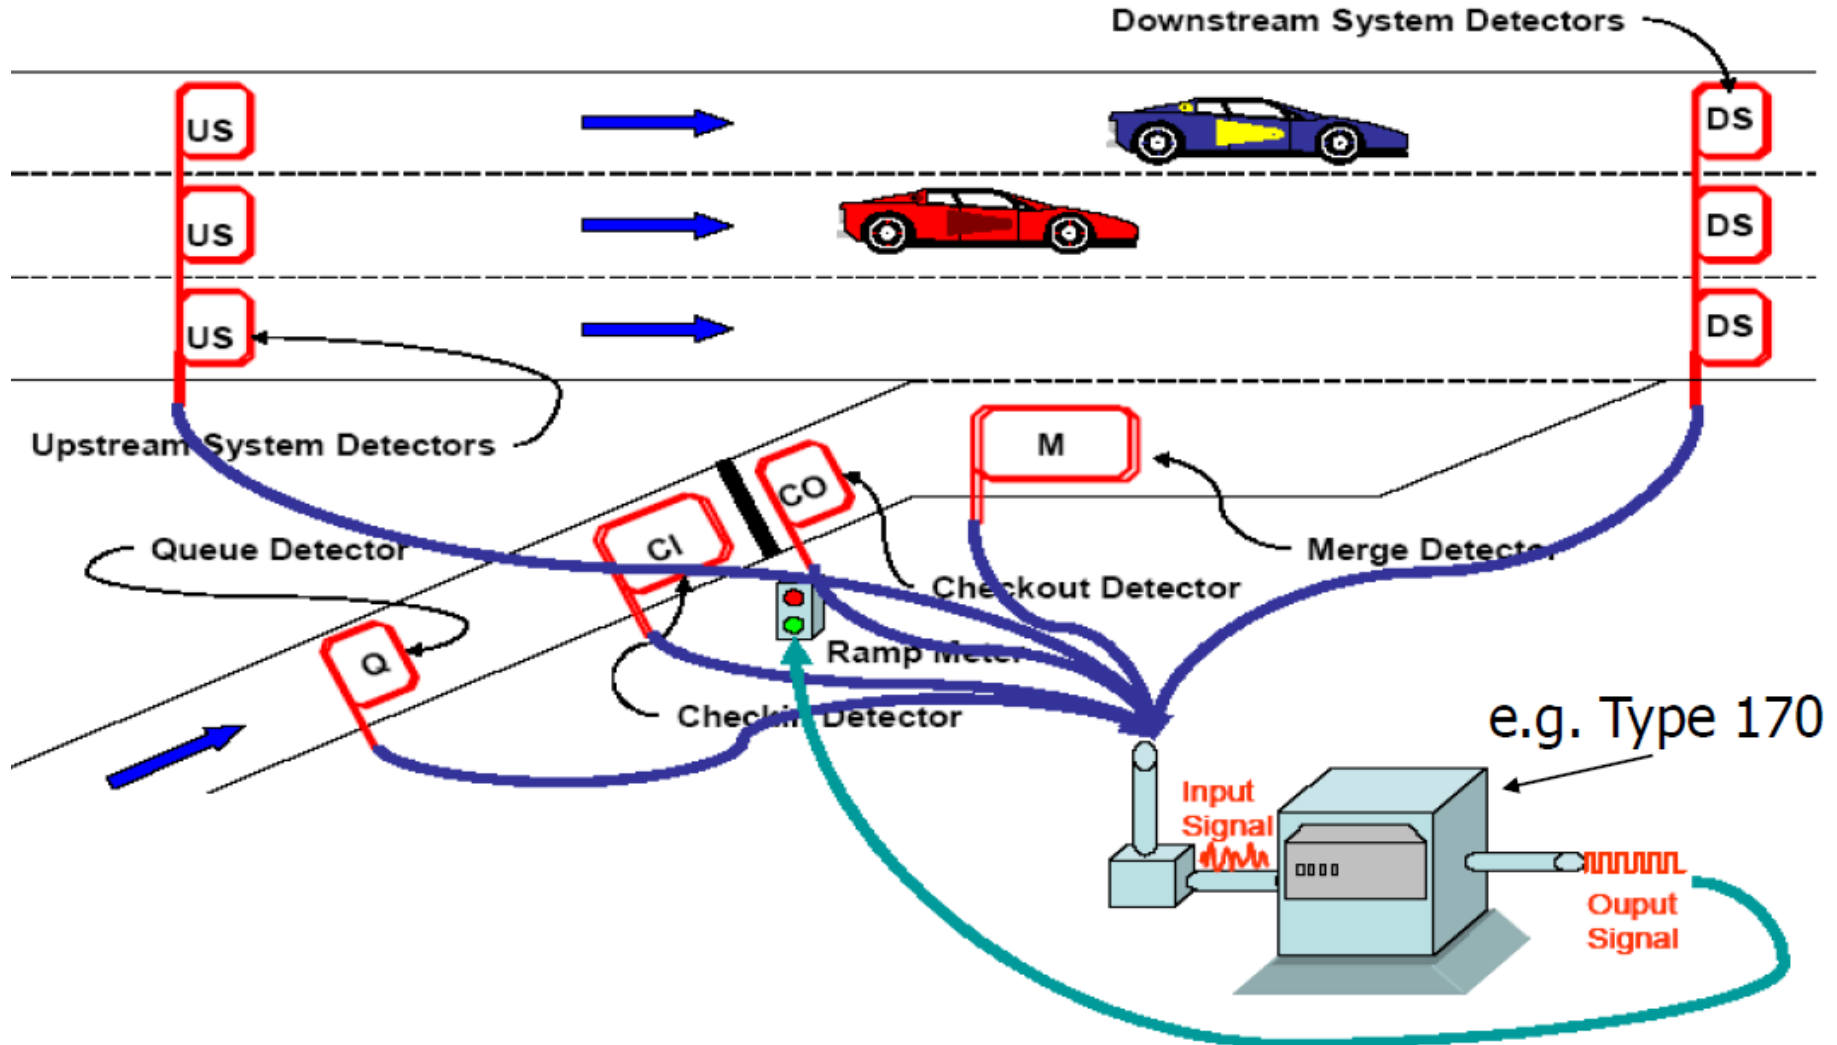 Downstream System Detectors
US
DS
US
DS
US
DS
Upstream System Detectors
M
CO
CI
Queue Detector
Merge Detector
Checkout Detector
Q
Ramp Meter
Checkin Detector
e.g. Type 170
Input
Signal
Ouput
Signal